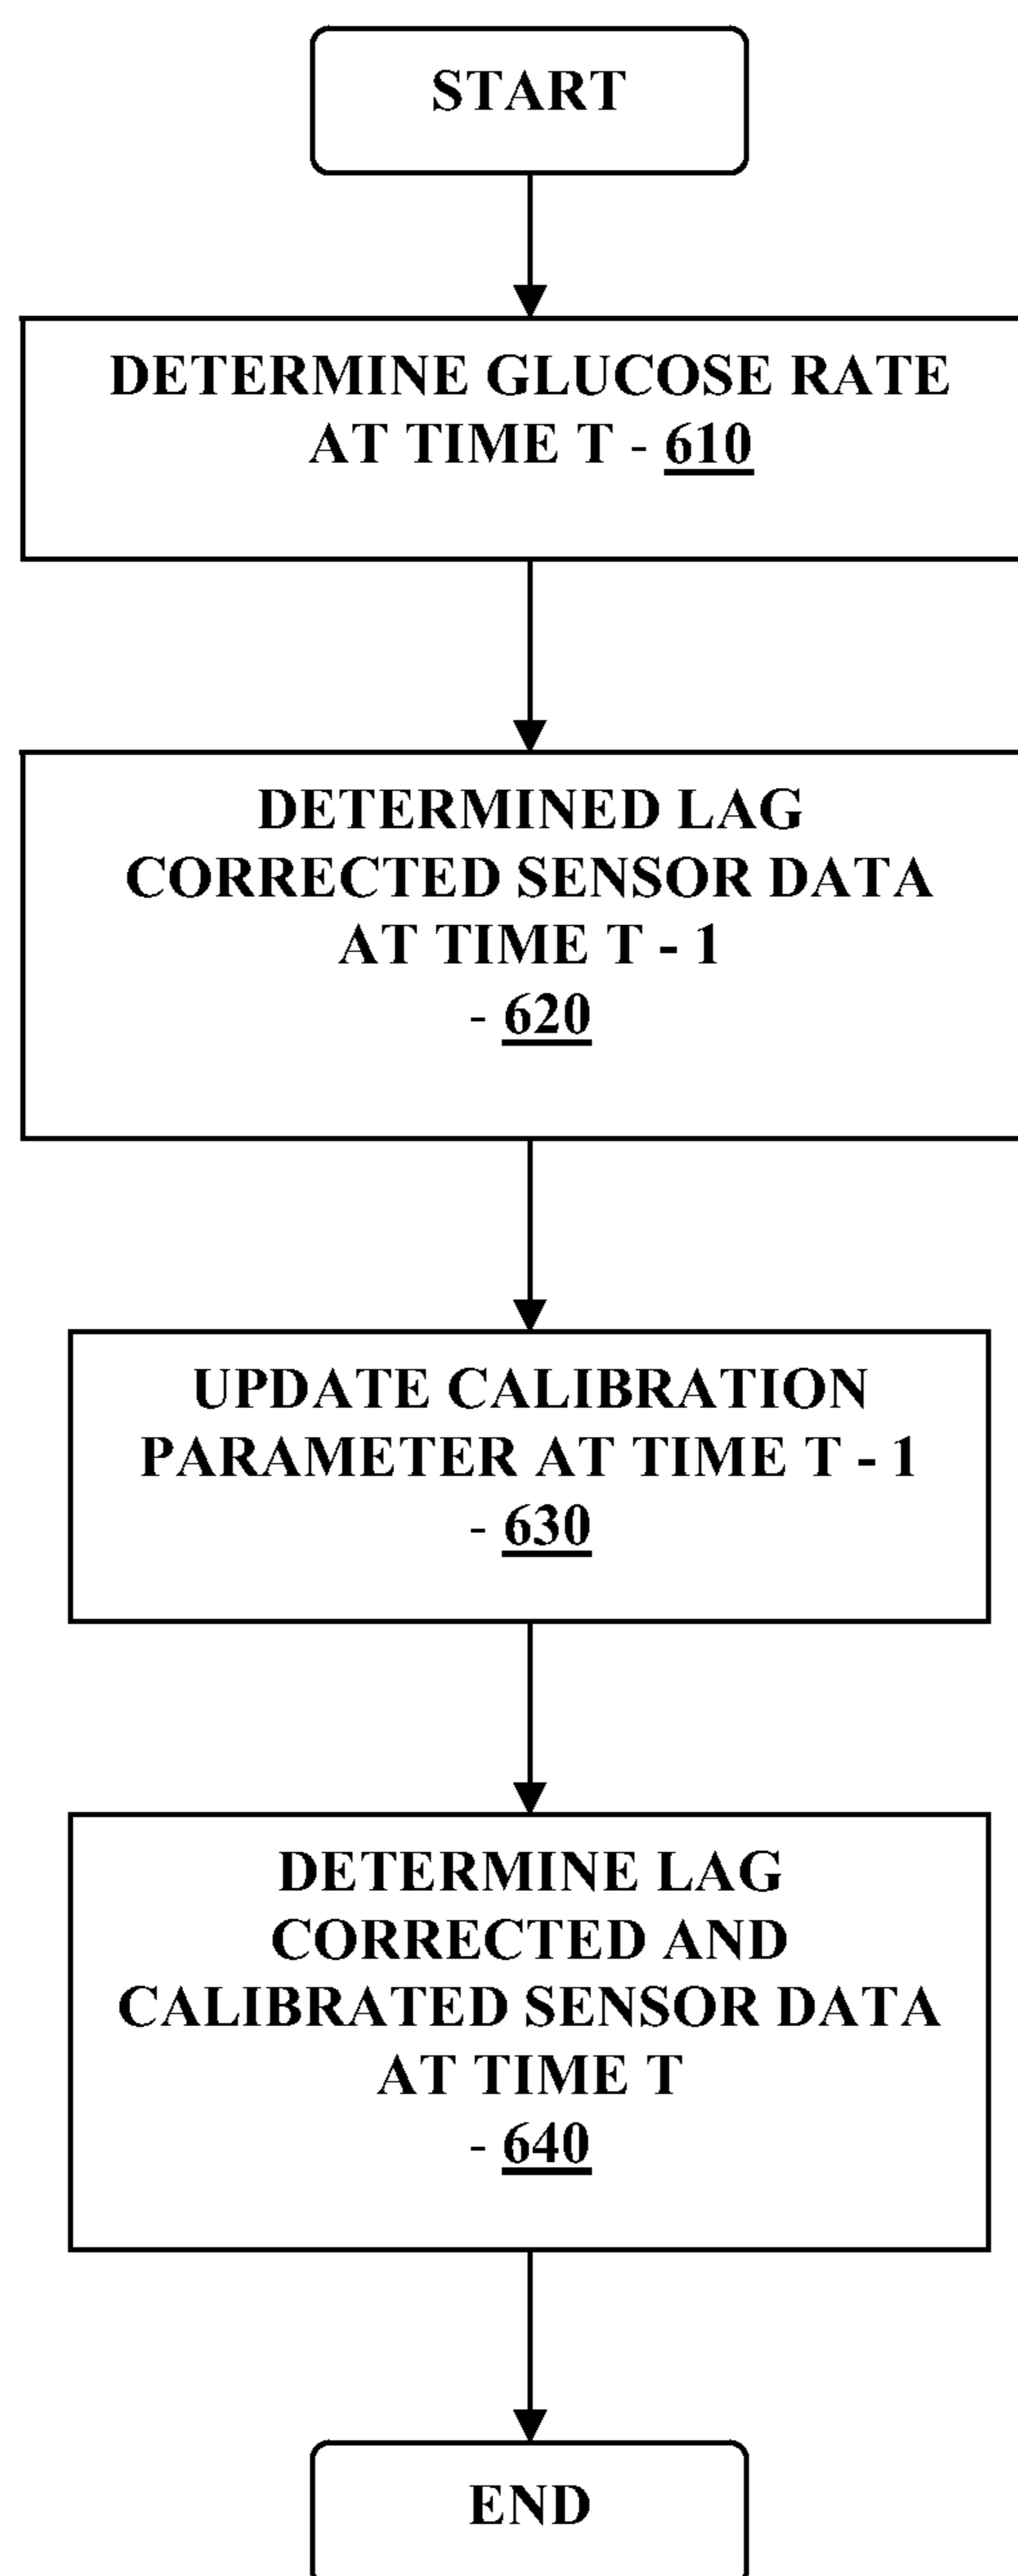 START
DETERMINE GLUCOSE RATE
AT TIME T - 610
DETERMINED LAG
CORRECTED SENSOR DATA
AT TIME T - 1
- 620
UPDATE CALIBRATION
PARAMETER AT TIME T - 1
- 630
DETERMINE LAG
CORRECTED AND
CALIBRATED SENSOR DATA
AT TIME T
- 640
END